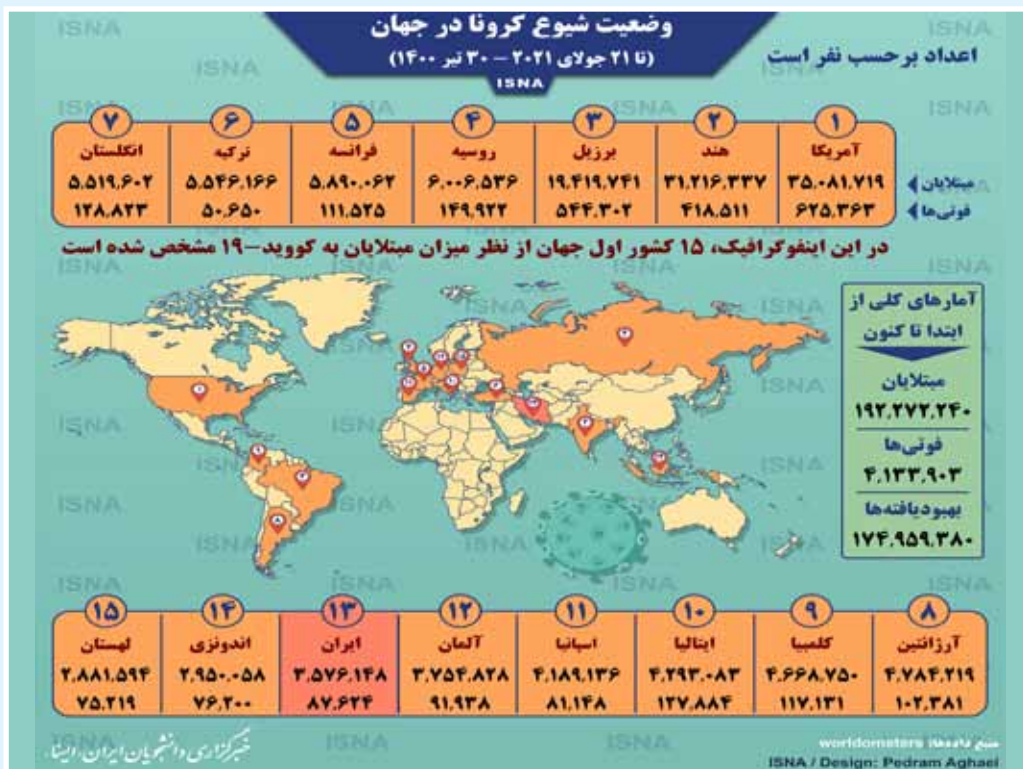 وضعیت شیوع کرونا در جهان
(تا ۲۱ جولای ۲۰۲۱ – ۳۰ تیر ۱۴۰۰)
ISNA
اعداد برحسب نفر است
۱ ۲ ۳ ۴ ۵ ۶ ۷
آمریکا هند برزیل روسیه فرانسه ترکیه انگلستان
مبتلایان ۳۵،۰۸۱،۷۱۹ ۳۱،۲۱۶،۳۳۷ ۱۹،۴۱۹،۷۴۱ ۶،۰۰۶،۵۳۶ ۵،۸۹۰،۰۶۲ ۵،۵۴۶،۱۶۶ ۵،۵۱۹،۶۰۲
فوتی‌ها ۶۲۵،۳۶۳ ۴۱۸،۵۱۱ ۵۴۴،۳۰۲ ۱۴۹،۹۲۲ ۱۱۱،۵۲۵ ۵۰،۶۵۰ ۱۲۸،۸۲۳
در این اینفوگرافیک، ۱۵ کشور اول جهان از نظر میزان مبتلایان به کووید–۱۹ مشخص شده است
آمارهای کلی از
ابتدا تا کنون
مبتلایان
۱۹۲،۲۷۲،۲۴۰
فوتی‌ها
۴،۱۳۳،۹۰۳
بهبودیافته‌ها
۱۷۴،۹۵۹،۳۸۰
۸ ۹ ۱۰ ۱۱ ۱۲ ۱۳ ۱۴ ۱۵
آرژانتین کلمبیا ایتالیا اسپانیا آلمان ایران اندونزی لهستان
۴،۷۸۴،۲۱۹ ۴،۶۶۸،۷۵۰ ۴،۲۹۳،۰۸۳ ۴،۱۸۹،۱۳۶ ۳،۷۵۴،۸۲۸ ۳،۵۷۶،۱۴۸ ۲،۹۵۰،۰۵۸ ۲،۸۸۱،۵۹۴
۱۰۲،۳۸۱ ۱۱۷،۱۳۱ ۱۲۷،۸۸۴ ۸۱،۱۴۸ ۹۱،۹۳۸ ۸۷،۶۲۴ ۷۶،۲۰۰ ۷۵،۲۱۹
منبع داده‌ها: worldometers
ISNA / Design: Pedram Aghaei
خبرگزاری دانشجویان ایران، ایسنا